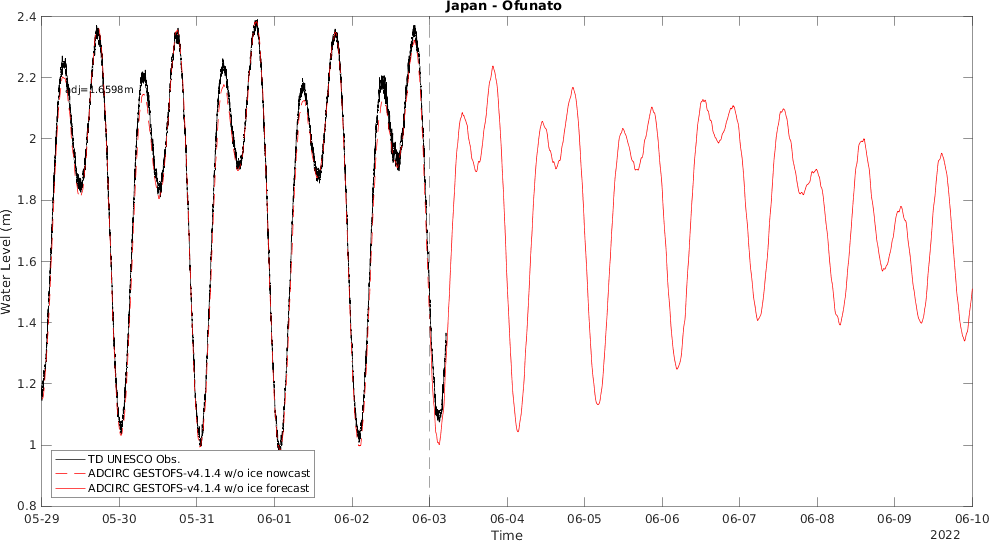 Japan - Ofunato
2.4
2.2
2
1.8
1.6
1.4
1.2
1
0.8
Water Level (m)
adj=1.6598m
TD UNESCO Obs.
ADCIRC GESTOFS-v4.1.4 w/o ice nowcast
ADCIRC GESTOFS-v4.1.4 w/o ice forecast
05-29 05-30 05-31 06-01 06-02 06-03 06-04 06-05 06-06 06-07 06-08 06-09 06-10
Time
2022